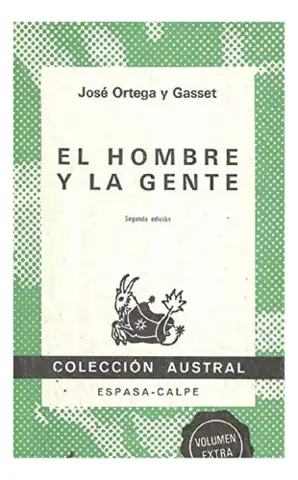 José Ortega y Gasset
EL HOMBRE
Y LA GENTE
Segunda edición
COLECCIÓN AUSTRAL
ESPASA-CALPE
VOLUMEN
EXTRA